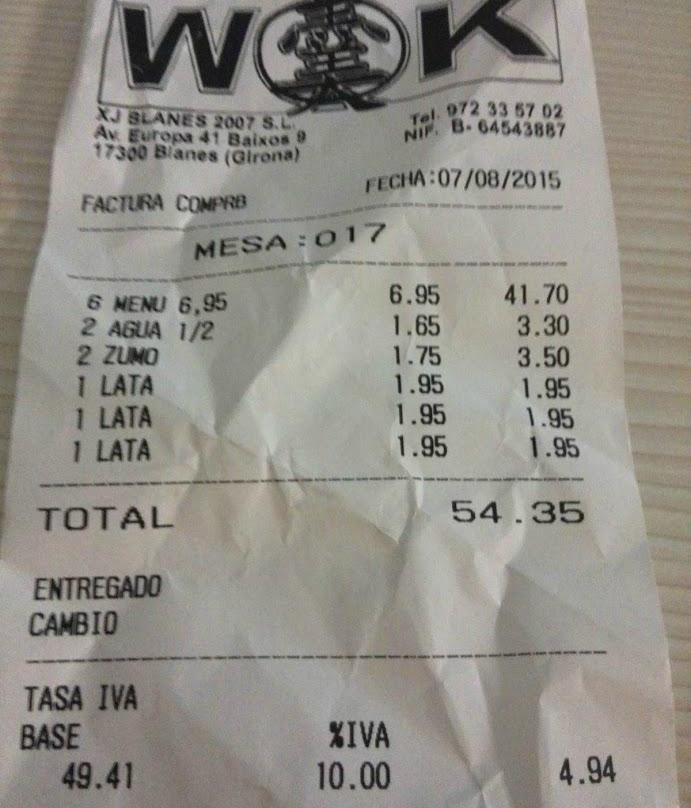 WOK
XJ BLANES 2007 S.L.
Av. Europa 41 Baixos 9
17300 Blanes (Girona)
Tel. 972 33 57 02
NIF. B- 64543887
FACTURA COMPRB
FECHA:07/08/2015
MESA:017
6 MENU 6,95 6.95 41.70
2 AGUA 1/2 1.65 3.30
2 ZUMO 1.75 3.50
1 LATA 1.95 1.95
1 LATA 1.95 1.95
1 LATA 1.95 1.95
TOTAL 54.35
ENTREGADO
CAMBIO
TASA IVA
BASE %IVA
49.41 10.00 4.94